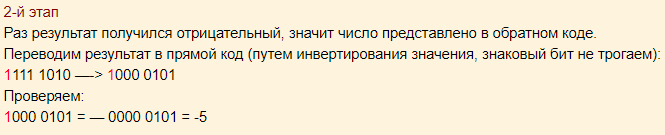 2-й этап
Раз результат получился отрицательный, значит число представлено в обратном коде.
Переводим результат в прямой код (путем инвертирования значения, знаковый бит не трогаем):
1111 1010 —-> 1000 0101
Проверяем:
1000 0101 = — 0000 0101 = -5